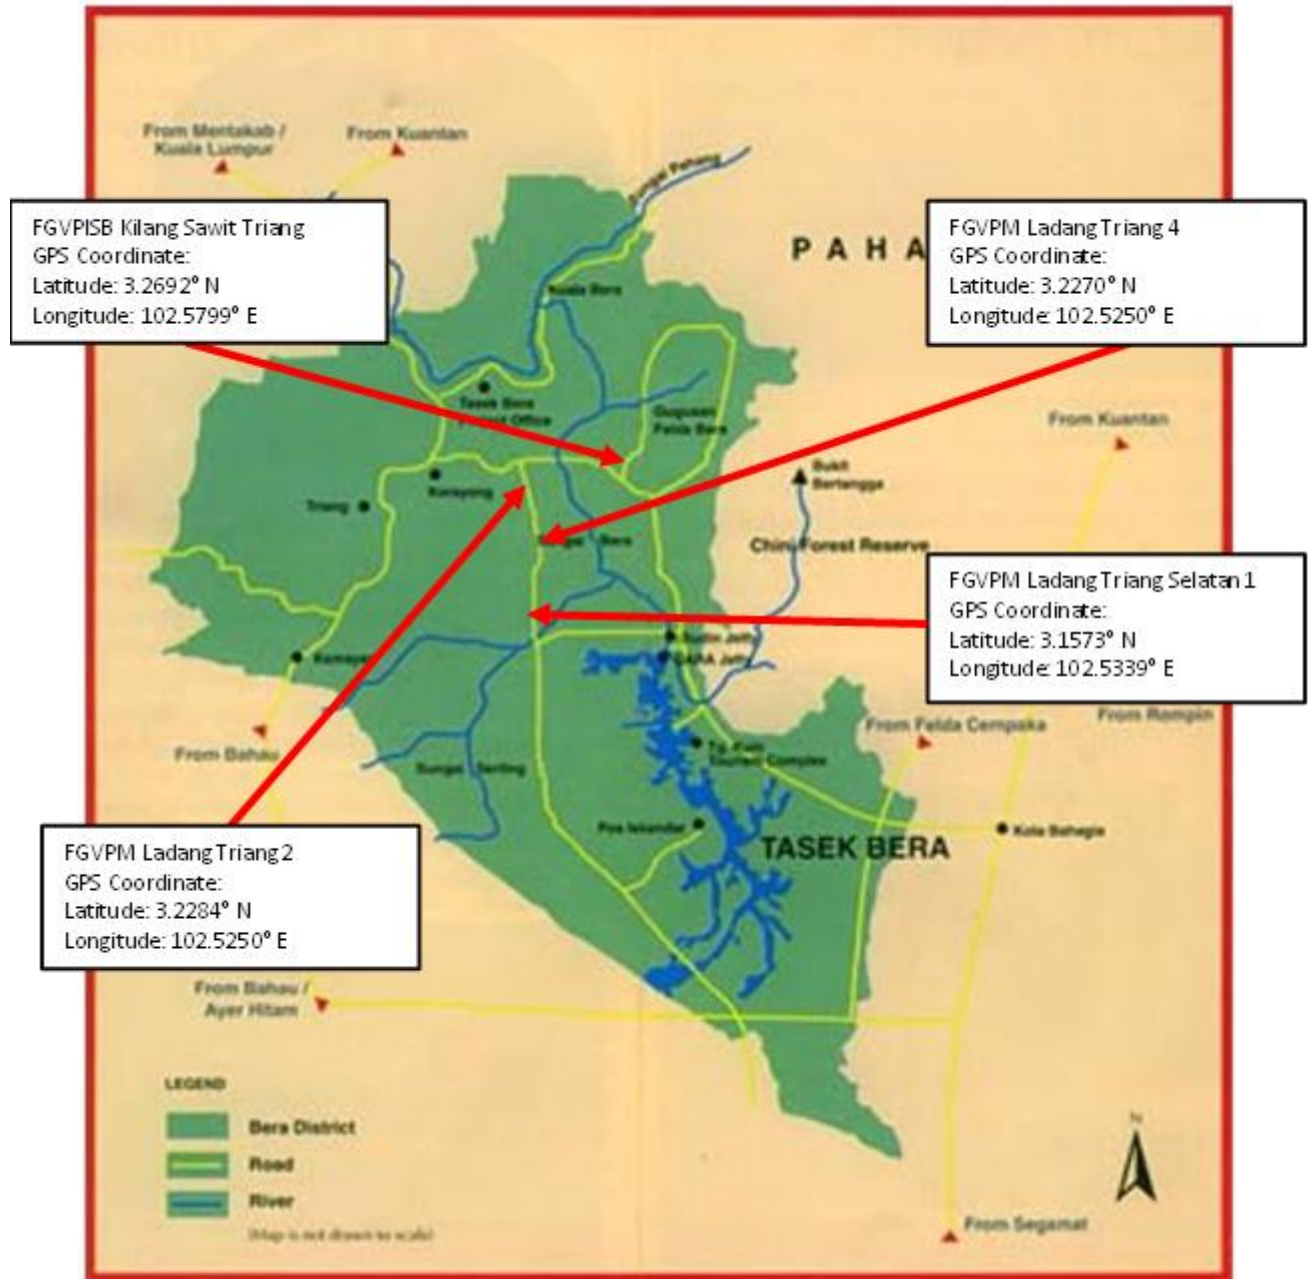 From Mentakab /
Kuala Lumpur
From Kuantan
Sungai Pahang
FGVPISB Kilang Sawit Triang
GPS Coordinate:
Latitude: 3.2692° N
Longitude: 102.5799° E
P A H A
FGVPM Ladang Triang 4
GPS Coordinate:
Latitude: 3.2270° N
Longitude: 102.5250° E
Kuala Bera
Tasek Bera
Office
Gugusan
Felda Bera
From Kuantan
Bukit
Bertangga
Kerayong
Triang
Bera
Chini Forest Reserve
FGVPM Ladang Triang Selatan 1
GPS Coordinate:
Latitude: 3.1573° N
Longitude: 102.5339° E
Kemayan
From Bahau
From Felda Cempaka
From Rompin
Sungai Serting
Tourism Complex
Pos Iskandar
TASEK BERA
Kota Bahagia
FGVPM Ladang Triang 2
GPS Coordinate:
Latitude: 3.2284° N
Longitude: 102.5250° E
From Bahau /
Ayer Hitam
LEGEND
Bera District
Road
River
(Map is not drawn to scale)
N
From Segamat